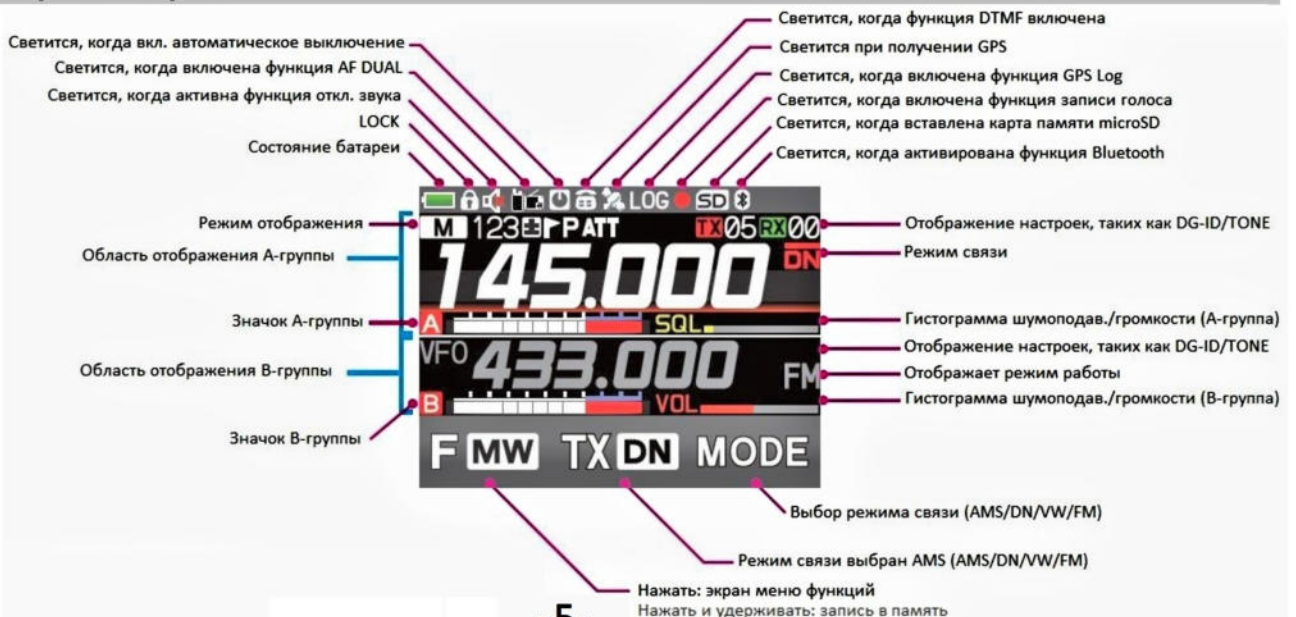 Светится, когда функция DTMF включена
Светится, когда вкл. автоматическое выключение
Светится при получении GPS
Светится, когда включена функция AF DUAL
Светится, когда включена функция GPS Log
Светится, когда активна функция откл. звука
Светится, когда включена функция записи голоса
LOCK
Светится, когда вставлена карта памяти microSD
Состояние батареи
Светится, когда активирована функция Bluetooth
LOG SD
Режим отображения
M 123 P ATT TX 05 RX 00
Отображение настроек, таких как DG-ID/TONE
Область отображения А-группы
145.000 DN
Режим связи
Значок А-группы
A SQL
Гистограмма шумоподав./громкости (А-группа)
VFO 433.000 FM
Отображение настроек, таких как DG-ID/TONE
Область отображения В-группы
Отображает режим работы
B VOL
Гистограмма шумоподав./громкости (В-группа)
Значок В-группы
F MW TX DN MODE
Выбор режима связи (AMS/DN/VW/FM)
Режим связи выбран AMS (AMS/DN/VW/FM)
Нажать: экран меню функций
Нажать и удерживать: запись в память